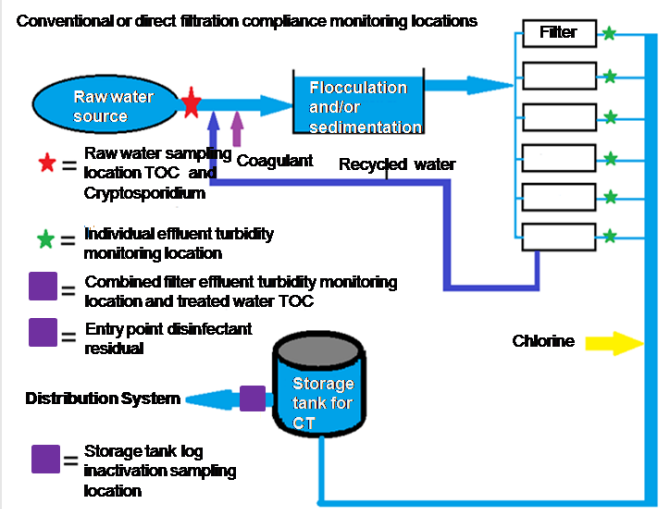 Conventional or direct filtration compliance monitoring locations
Filter
Raw water
source
Flocculation
and/or
sedimentation
Coagulant
Recycled water
= Raw water sampling
location TOC and
Cryptosporidium
= Individual effluent turbidity
monitoring location
= Combined filter effluent turbidity monitoring
location and treated water TOC
= Entry point disinfectant
residual
Chlorine
Storage
tank for
CT
Distribution System
= Storage tank log
inactivation sampling
location